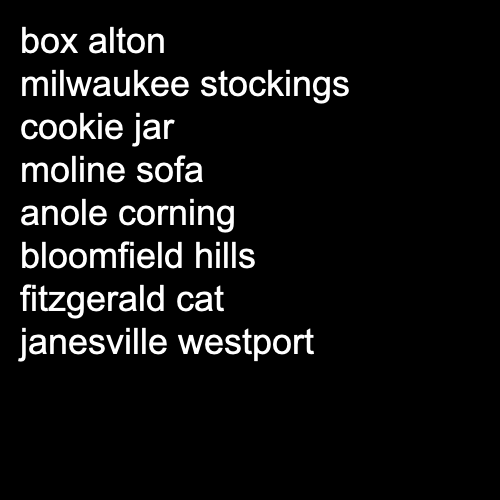 box alton
milwaukee stockings
cookie jar
moline sofa
anole corning
bloomfield hills
fitzgerald cat
janesville westport